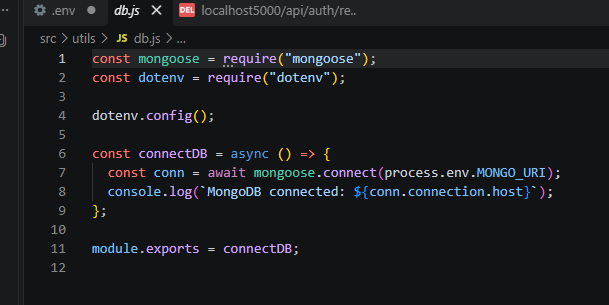 .env
db.js
DEL localhost5000/api/auth/re..
src > utils > JS db.js > ...
1 const mongoose = require("mongoose");
2 const dotenv = require("dotenv");
3
4 dotenv.config();
5
6 const connectDB = async () => {
7 const conn = await mongoose.connect(process.env.MONGO_URI);
8 console.log(`MongoDB connected: ${conn.connection.host}`);
9 };
10
11 module.exports = connectDB;
12